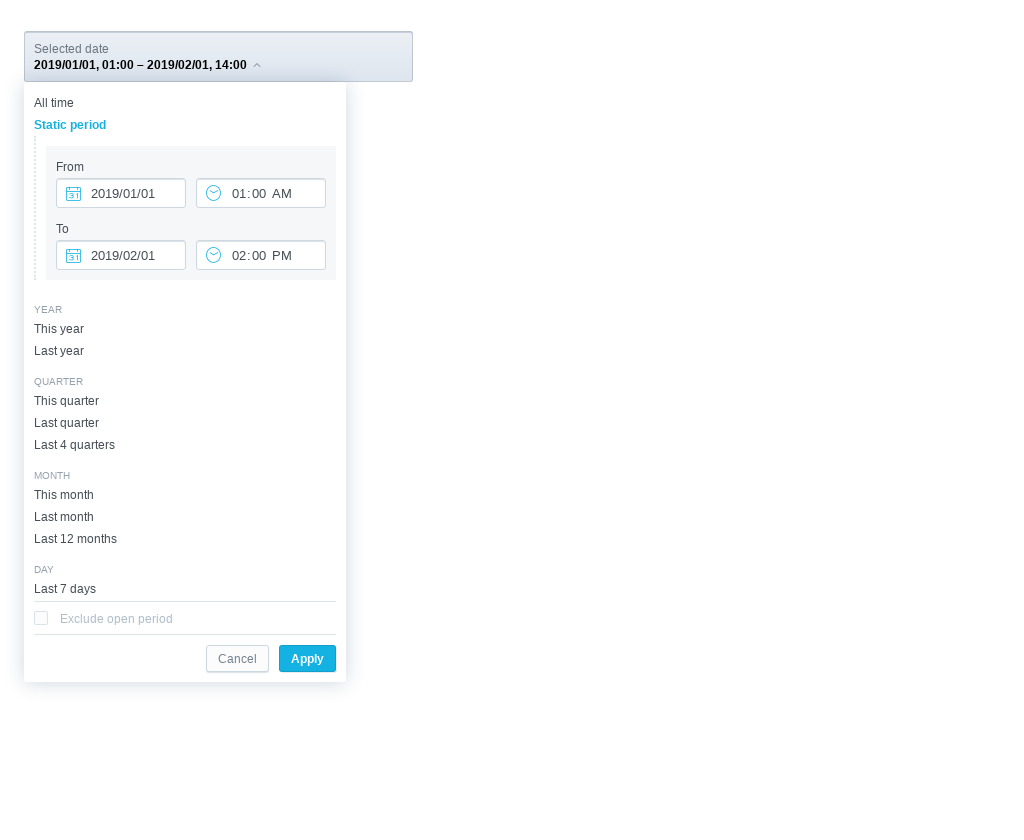 Selected date
2019/01/01, 01:00 – 2019/02/01, 14:00
All time
Static period
From
31 2019/01/01 01:00 AM
To
31 2019/02/01 02:00 PM
YEAR
This year
Last year
QUARTER
This quarter
Last quarter
Last 4 quarters
MONTH
This month
Last month
Last 12 months
DAY
Last 7 days
Exclude open period
Cancel Apply